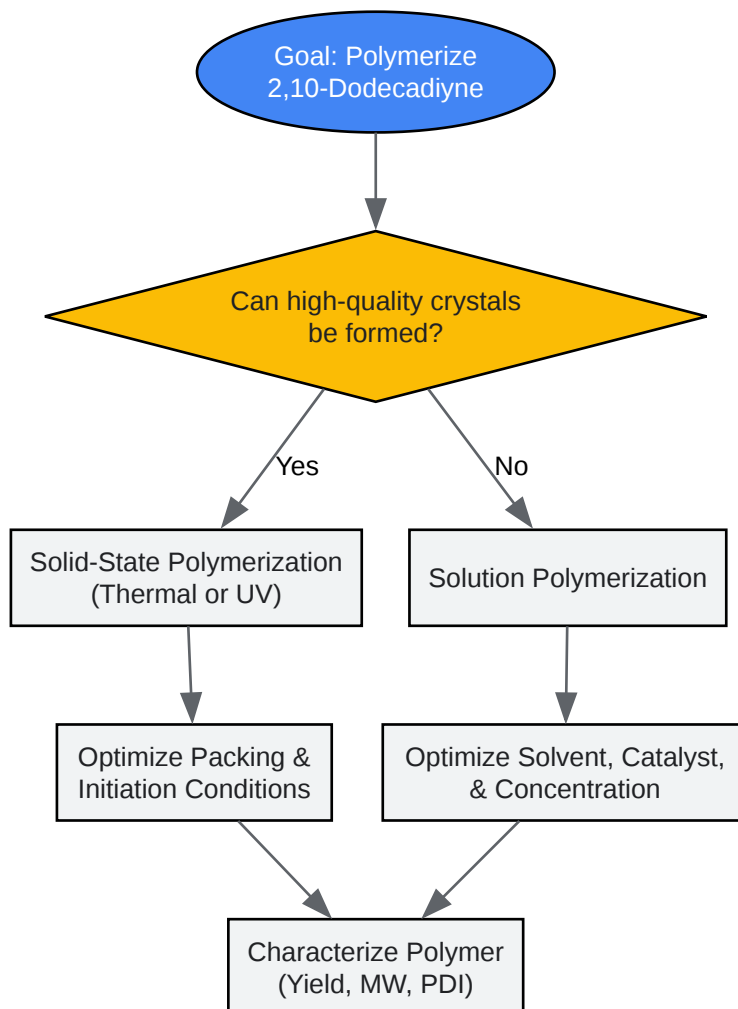 Goal: Polymerize
2,10-Dodecadiyne
Can high-quality crystals
be formed?
Yes
No
Solid-State Polymerization
(Thermal or UV)
Solution Polymerization
Optimize Packing &
Initiation Conditions
Optimize Solvent, Catalyst,
& Concentration
Characterize Polymer
(Yield, MW, PDI)